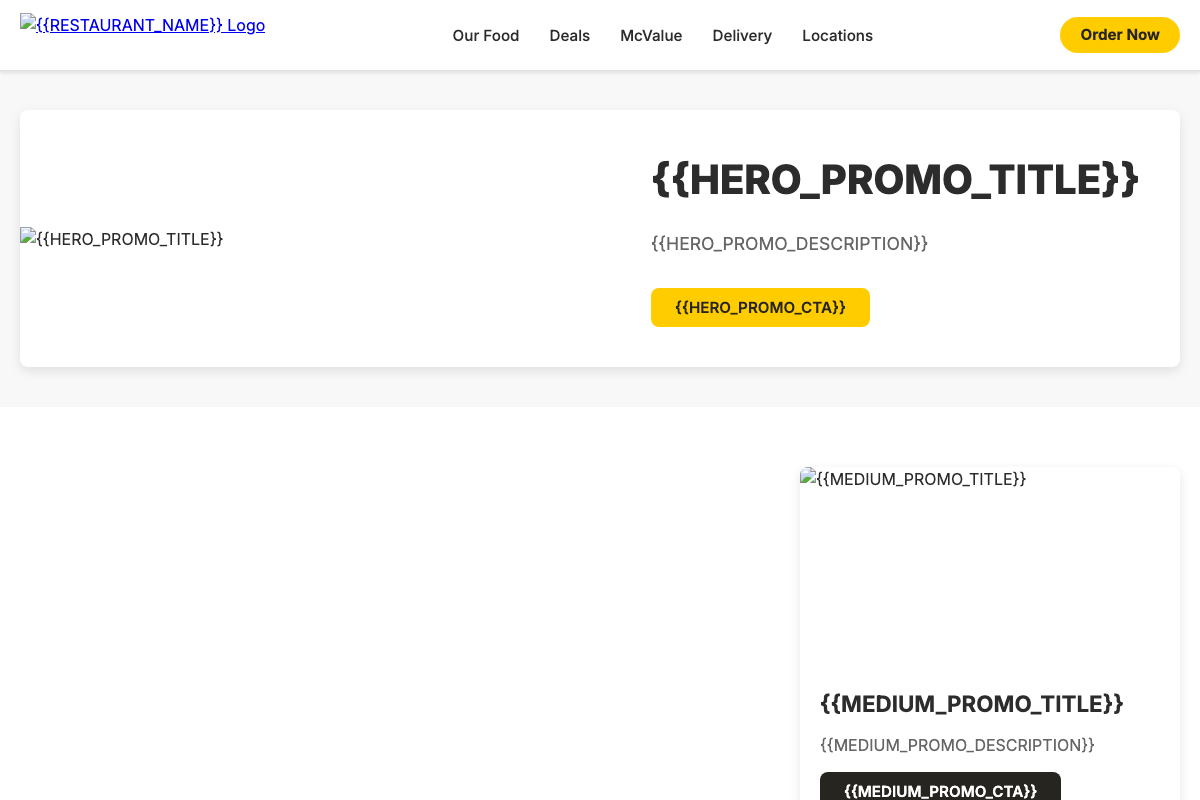 {{RESTAURANT_NAME}} Logo
Our Food
Deals
McValue
Delivery
Locations
Order Now
{{HERO_PROMO_TITLE}}
{{HERO_PROMO_TITLE}}
{{HERO_PROMO_DESCRIPTION}}
{{HERO_PROMO_CTA}}
{{MEDIUM_PROMO_TITLE}}
{{MEDIUM_PROMO_TITLE}}
{{MEDIUM_PROMO_DESCRIPTION}}
{{MEDIUM_PROMO_CTA}}